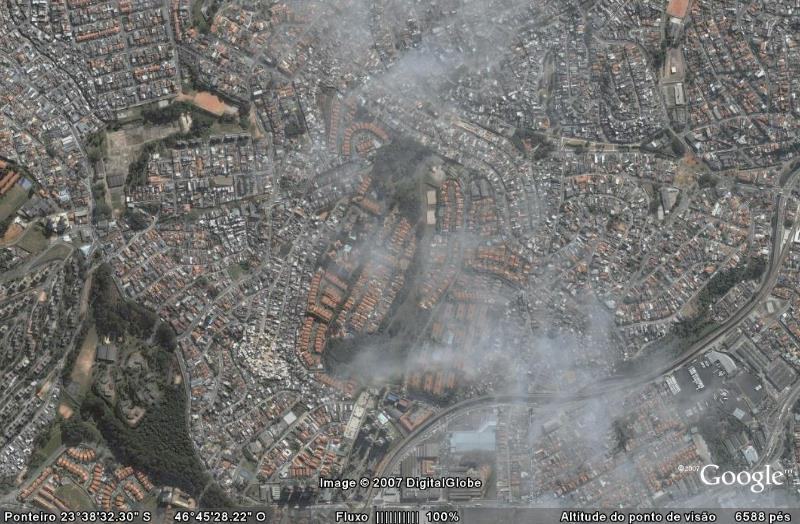 Image © 2007 DigitalGlobe
©2007 Google™
Ponteiro 23°38'32.30" S 46°45'28.22" O Fluxo |||||||||| 100% Altitude do ponto de visão 6588 pés